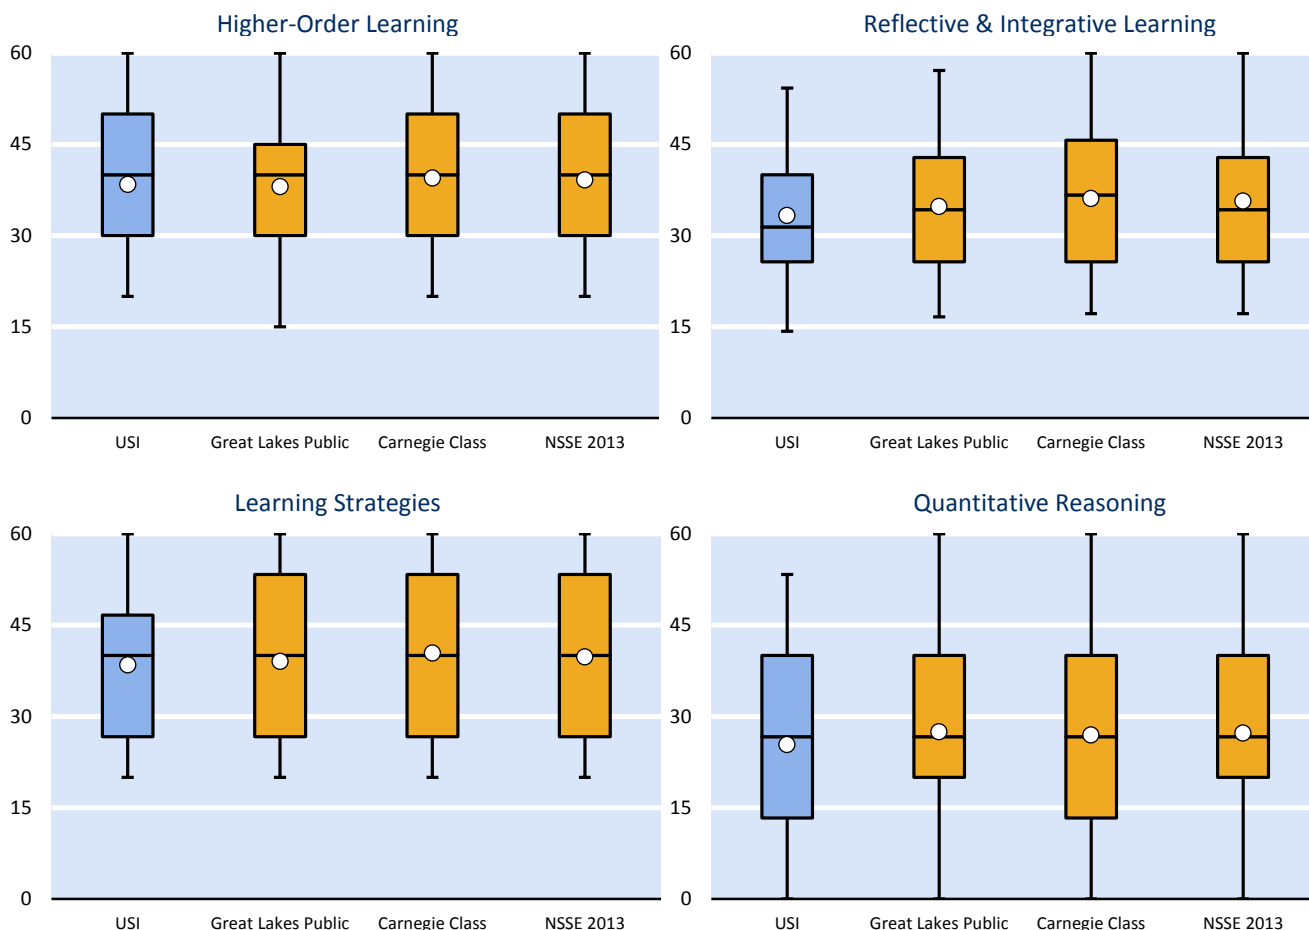 Higher-Order Learning
60
45
30
15
0
USI Great Lakes Public Carnegie Class NSSE 2013
Reflective & Integrative Learning
60
45
30
15
0
USI Great Lakes Public Carnegie Class NSSE 2013
Learning Strategies
60
45
30
15
0
USI Great Lakes Public Carnegie Class NSSE 2013
Quantitative Reasoning
60
45
30
15
0
USI Great Lakes Public Carnegie Class NSSE 2013